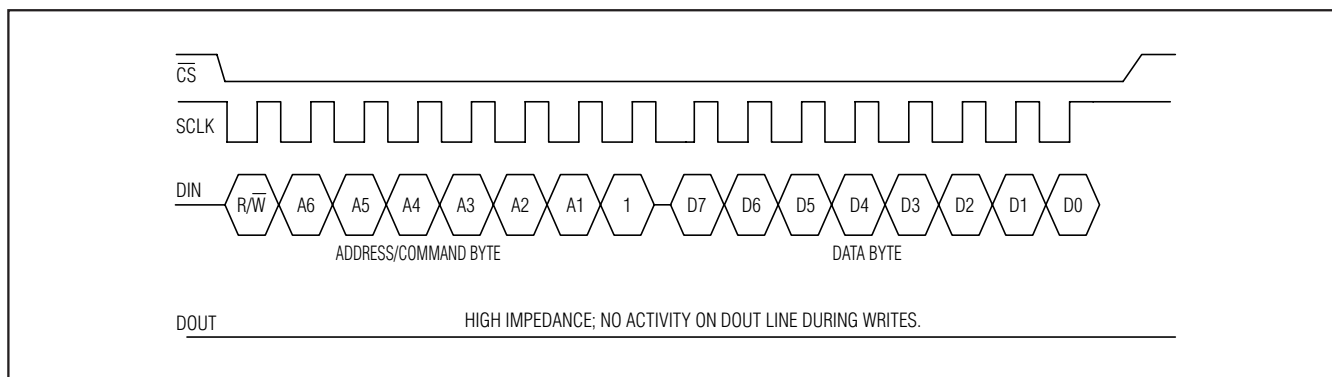 C̅S̅
SCLK
DIN
R/W̅ A6 A5 A4 A3 A2 A1 1 D7 D6 D5 D4 D3 D2 D1 D0
ADDRESS/COMMAND BYTE DATA BYTE
DOUT HIGH IMPEDANCE; NO ACTIVITY ON DOUT LINE DURING WRITES.